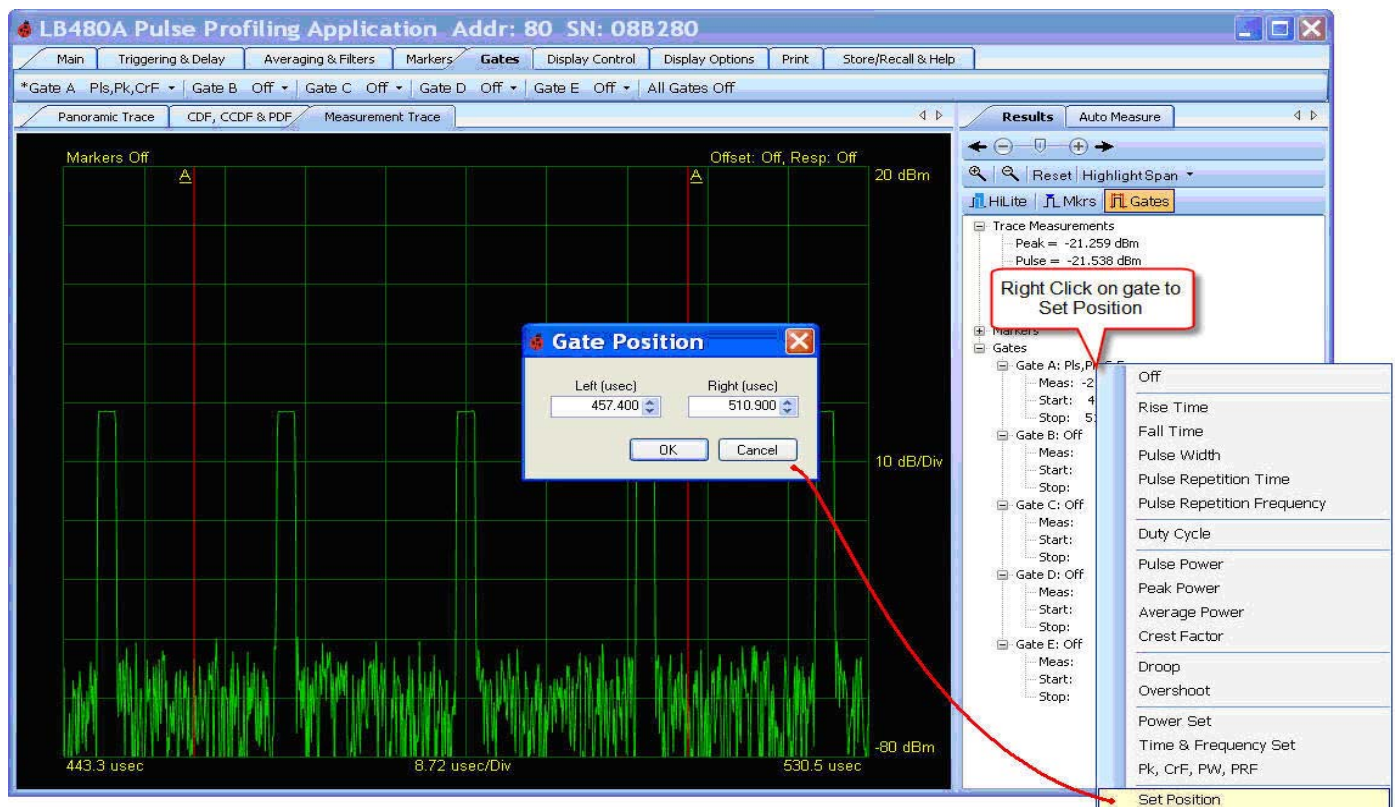 LB480A Pulse Profiling Application Addr: 80 SN: 08B280
Main Triggering & Delay Averaging & Filters Markers Gates Display Control Display Options Print Store/Recall & Help
*Gate A Pls,Pk,CrF Gate B Off Gate C Off Gate D Off Gate E Off All Gates Off
Panoramic Trace CDF, CCDF & PDF Measurement Trace
Markers Off
Offset: Off, Resp: Off
A
A
20 dBm
10 dB/Div
-80 dBm
443.3 usec
8.72 usec/Div
530.5 usec
Gate Position
Left (usec) Right (usec)
457.400 510.900
OK Cancel
Results Auto Measure
Reset HighlightSpan
HiLite Mkrs Gates
Trace Measurements
Peak = -21.259 dBm
Pulse = -21.538 dBm
Right Click on gate to
Set Position
Markers
Gates
Gate A: Pls,P
Meas: -2
Start: 4
Stop: 5
Gate B: Off
Meas:
Start:
Stop:
Gate C: Off
Meas:
Start:
Stop:
Gate D: Off
Meas:
Start:
Stop:
Gate E: Off
Meas:
Start:
Stop:
Off
Rise Time
Fall Time
Pulse Width
Pulse Repetition Time
Pulse Repetition Frequency
Duty Cycle
Pulse Power
Peak Power
Average Power
Crest Factor
Droop
Overshoot
Power Set
Time & Frequency Set
Pk, CrF, PW, PRF
Set Position